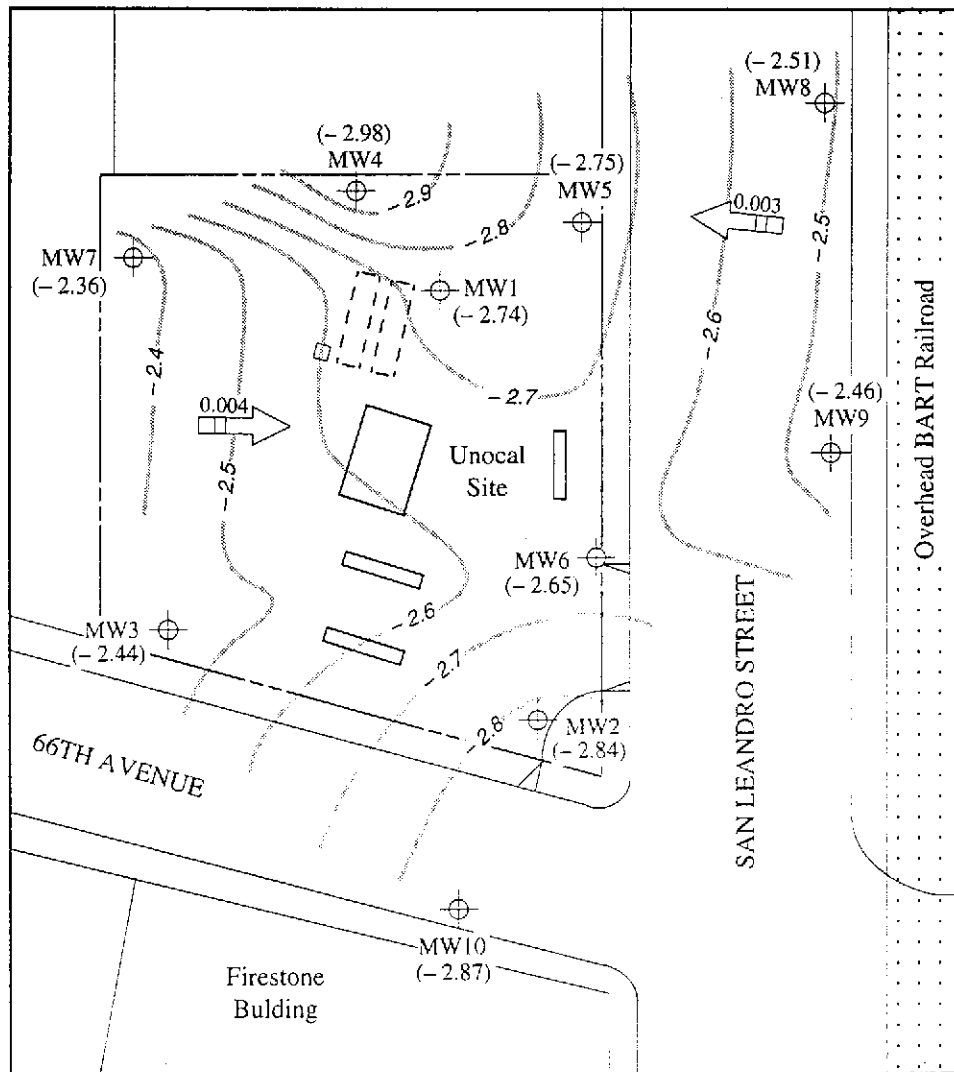 (– 2.51)
MW8
(– 2.98)
MW4
(– 2.75)
MW5
– 2.9
– 2.8
0.003
– 2.5
MW7
(– 2.36)
MW1
(– 2.74)
– 2.6
– 2.4
– 2.7
(– 2.46)
MW9
0.004
– 2.5
Unocal
Site
Overhead BART Railroad
MW6
(– 2.65)
– 2.6
MW3
(– 2.44)
– 2.7
– 2.8
MW2
(– 2.84)
66TH AVENUE
SAN LEANDRO STREET
MW10
(– 2.87)
Firestone
Bulding